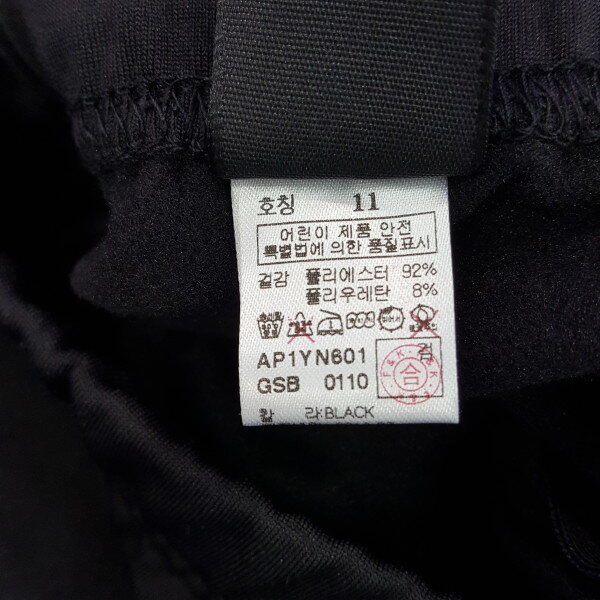 호칭 11
어린이 제품 안전
특별법에 의한 품질표시
겉감 폴리에스터 92%
폴리우레탄 8%
AP1YN601 검
GSB 0110 合
칼 라:BLACK